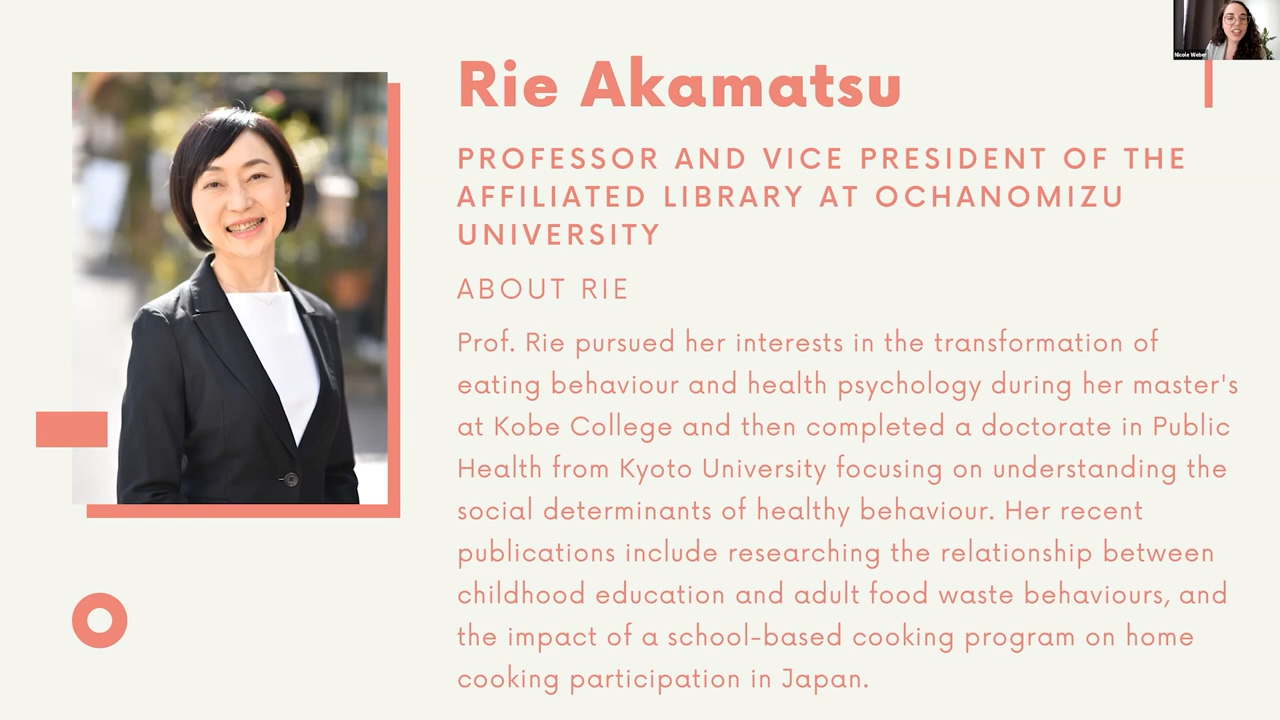 Nicole Weber
Rie Akamatsu
PROFESSOR AND VICE PRESIDENT OF THE
AFFILIATED LIBRARY AT OCHANOMIZU
UNIVERSITY
ABOUT RIE
Prof. Rie pursued her interests in the transformation of
eating behaviour and health psychology during her master's
at Kobe College and then completed a doctorate in Public
Health from Kyoto University focusing on understanding the
social determinants of healthy behaviour. Her recent
publications include researching the relationship between
childhood education and adult food waste behaviours, and
the impact of a school-based cooking program on home
cooking participation in Japan.